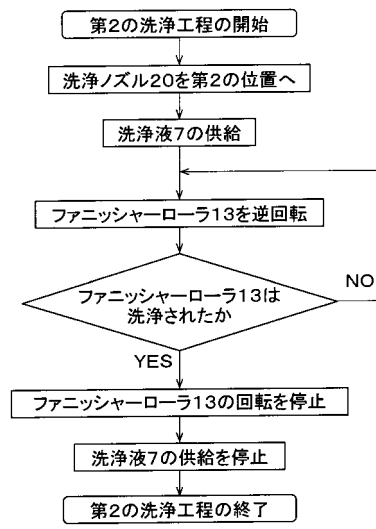 第2の洗浄工程の開始
洗浄ノズル20を第2の位置へ
洗浄液7の供給
ファニッシャーローラ13を逆回転
ファニッシャーローラ13は
洗浄されたか
NO
YES
ファニッシャーローラ13の回転を停止
洗浄液7の供給を停止
第2の洗浄工程の終了